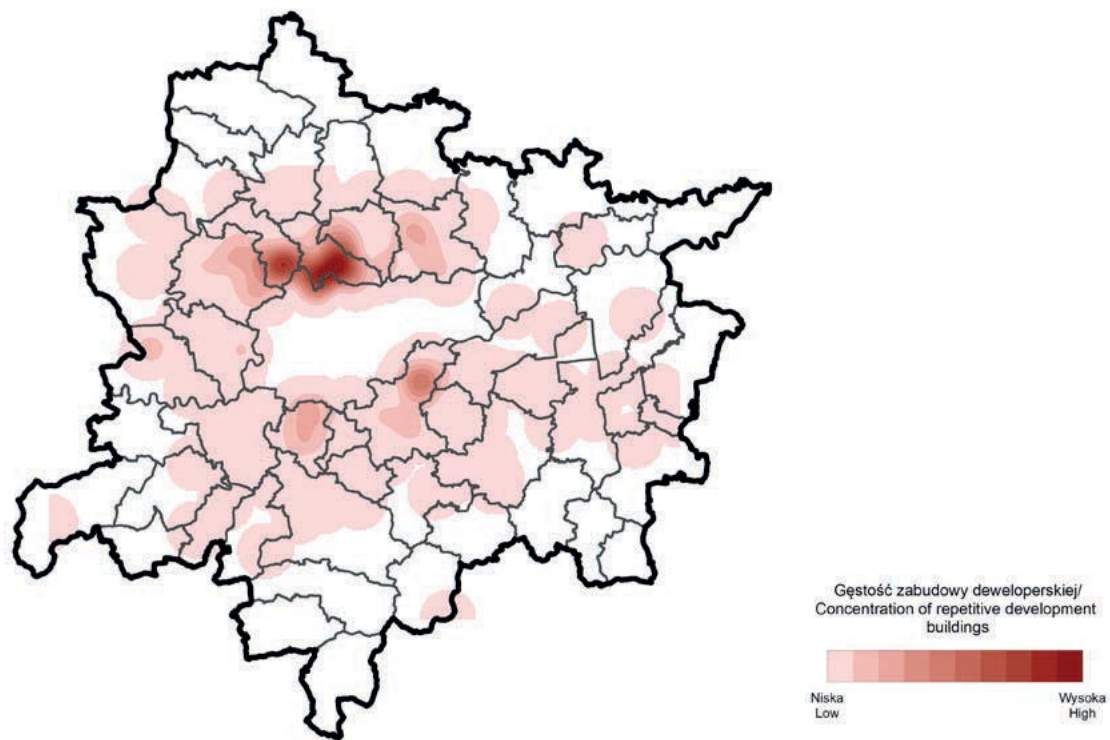 Gęstość zabudowy deweloperskiej/
Concentration of repetitive development
buildings
Niska
Low
Wysoka
High